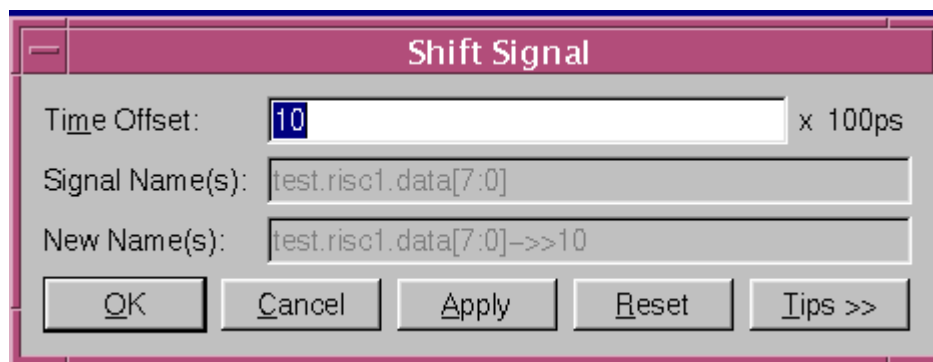 Shift Signal
Time Offset: 10 x 100ps
Signal Name(s): test.risc1.data[7:0]
New Name(s): test.risc1.data[7:0]->>10
OK Cancel Apply Reset Tips >>